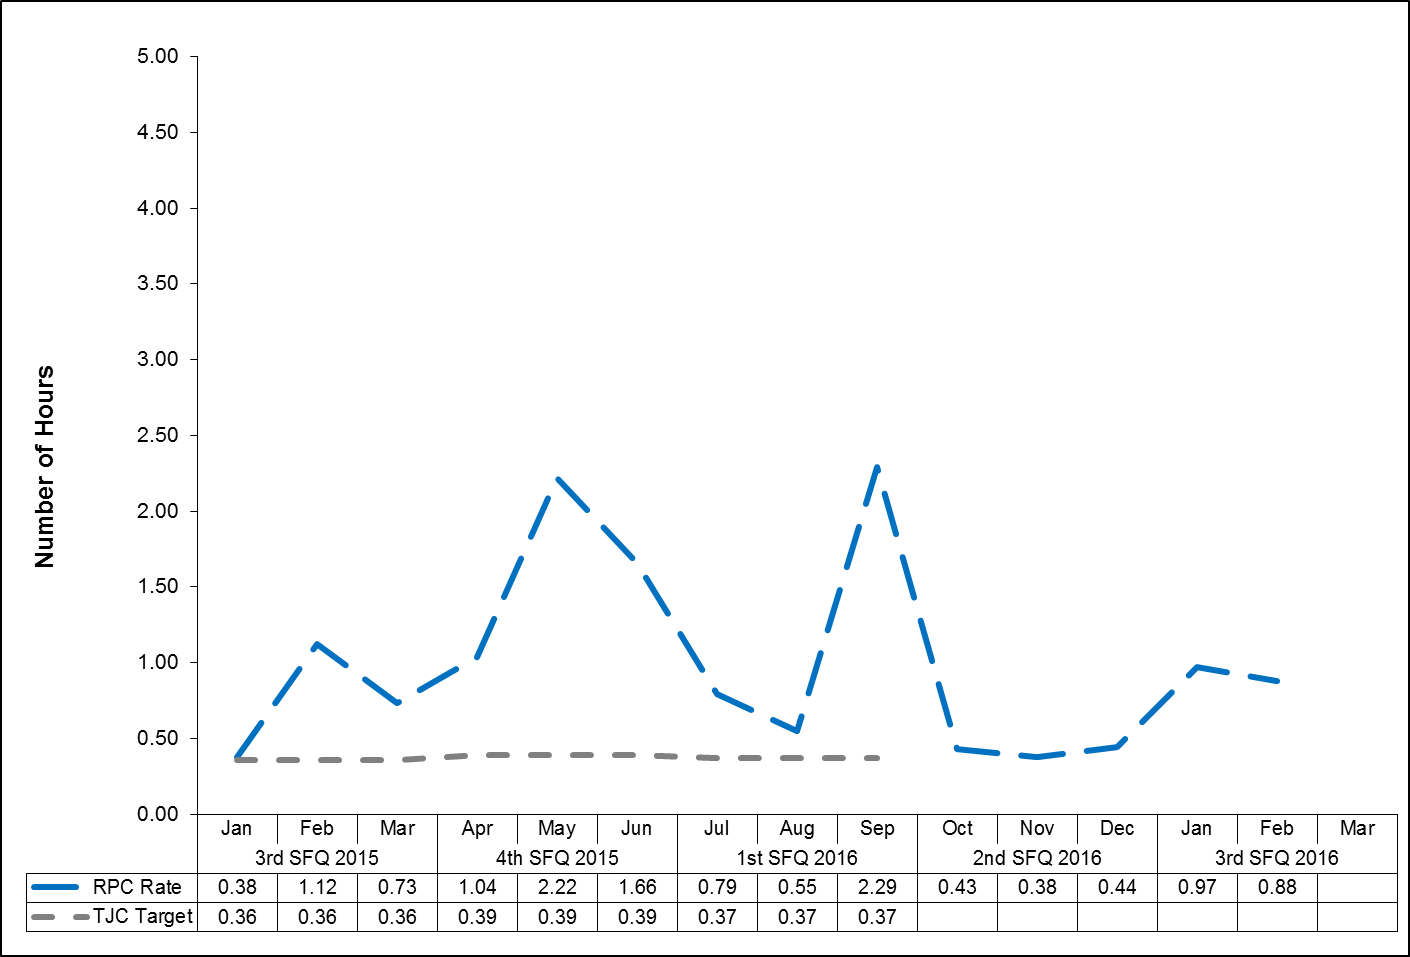 5.00
4.50
4.00
3.50
3.00
2.50
2.00
1.50
1.00
0.50
0.00
Number of Hours
Jan Feb Mar Apr May Jun Jul Aug Sep Oct Nov Dec Jan Feb Mar
3rd SFQ 2015 4th SFQ 2015 1st SFQ 2016 2nd SFQ 2016 3rd SFQ 2016
RPC Rate 0.38 1.12 0.73 1.04 2.22 1.66 0.79 0.55 2.29 0.43 0.38 0.44 0.97 0.88
TJC Target 0.36 0.36 0.36 0.39 0.39 0.39 0.37 0.37 0.37